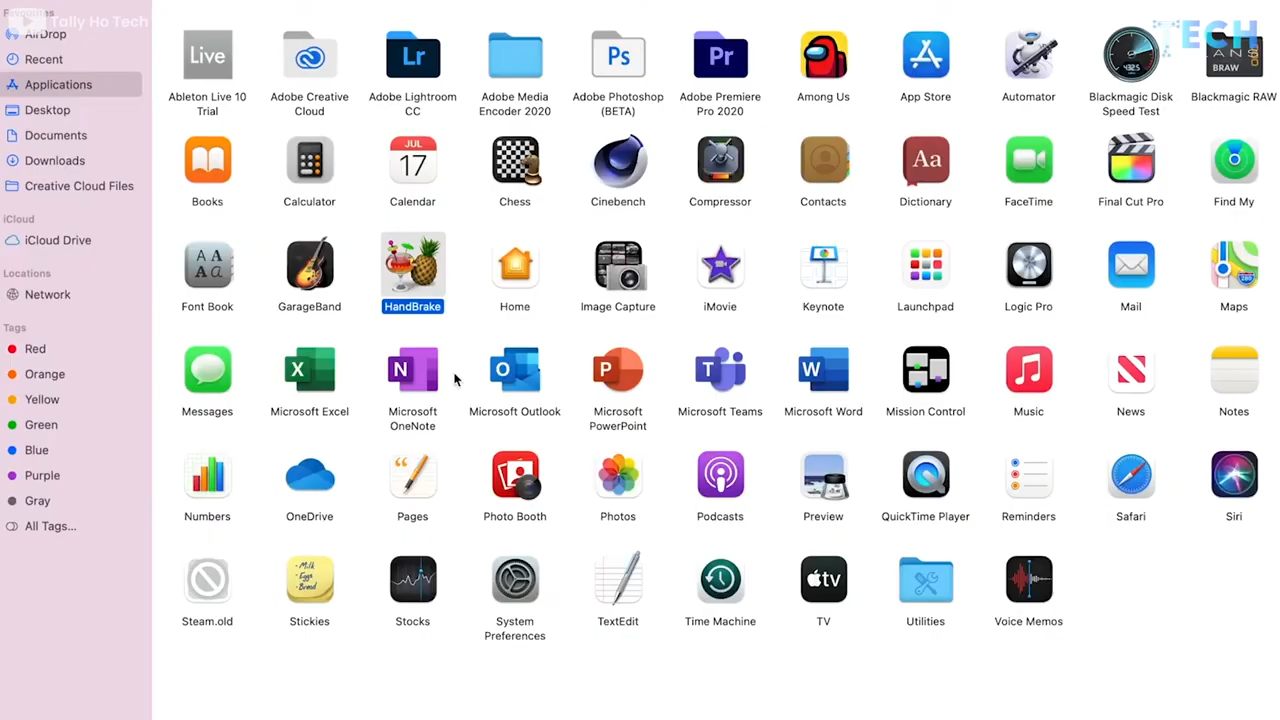 Favourites
Tally Ho Tech
AirDrop
Recent
Applications
Desktop
Documents
Downloads
Creative Cloud Files
iCloud
iCloud Drive
Locations
Network
Tags
Red
Orange
Yellow
Green
Blue
Purple
Gray
All Tags...
TECH
Live
Lr
Ps
Pr
BRAW
Ableton Live 10
Trial
Adobe Creative
Cloud
Adobe Lightroom
CC
Adobe Media
Encoder 2020
Adobe Photoshop
(BETA)
Adobe Premiere
Pro 2020
Among Us
App Store
Automator
Blackmagic Disk
Speed Test
Blackmagic RAW
JUL
17
Aa
Books
Calculator
Calendar
Chess
Cinebench
Compressor
Contacts
Dictionary
FaceTime
Final Cut Pro
Find My
A A
A a
280
Font Book
GarageBand
HandBrake
Home
Image Capture
iMovie
Keynote
Launchpad
Logic Pro
Mail
Maps
X
N
O
P
T
W
Messages
Microsoft Excel
Microsoft
OneNote
Microsoft Outlook
Microsoft
PowerPoint
Microsoft Teams
Microsoft Word
Mission Control
Music
News
Notes
Numbers
OneDrive
Pages
Photo Booth
Photos
Podcasts
Preview
QuickTime Player
Reminders
Safari
Siri
Milk
Eggs
Bread
tv
Steam.old
Stickies
Stocks
System
Preferences
TextEdit
Time Machine
TV
Utilities
Voice Memos